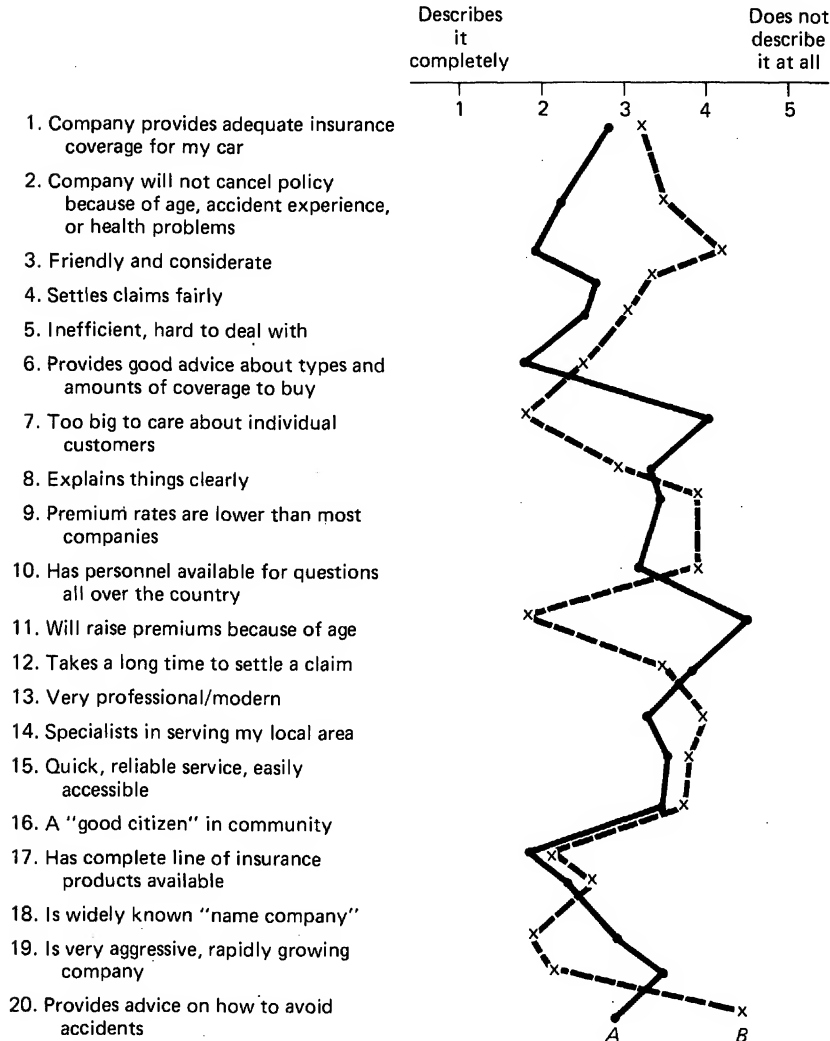 Describes
it
completely
Does not
describe
it at all
1 2 3 4 5
1. Company provides adequate insurance
coverage for my car
2. Company will not cancel policy
because of age, accident experience,
or health problems
3. Friendly and considerate
4. Settles claims fairly
5. Inefficient, hard to deal with
6. Provides good advice about types and
amounts of coverage to buy
7. Too big to care about individual
customers
8. Explains things clearly
9. Premium rates are lower than most
companies
10. Has personnel available for questions
all over the country
11. Will raise premiums because of age
12. Takes a long time to settle a claim
13. Very professional/modern
14. Specialists in serving my local area
15. Quick, reliable service, easily
accessible
16. A "good citizen" in community
17. Has complete line of insurance
products available
18. Is widely known "name company"
19. Is very aggressive, rapidly growing
company
20. Provides advice on how to avoid
accidents
A B